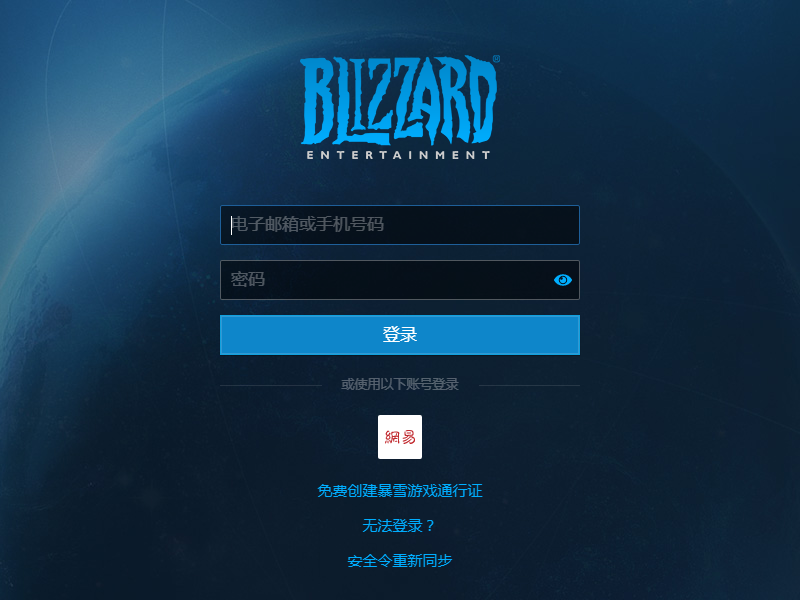 BLIZZARD®
ENTERTAINMENT
电子邮箱或手机号码
密码
登录
或使用以下账号登录
網易
免费创建暴雪游戏通行证
无法登录？
安全令重新同步